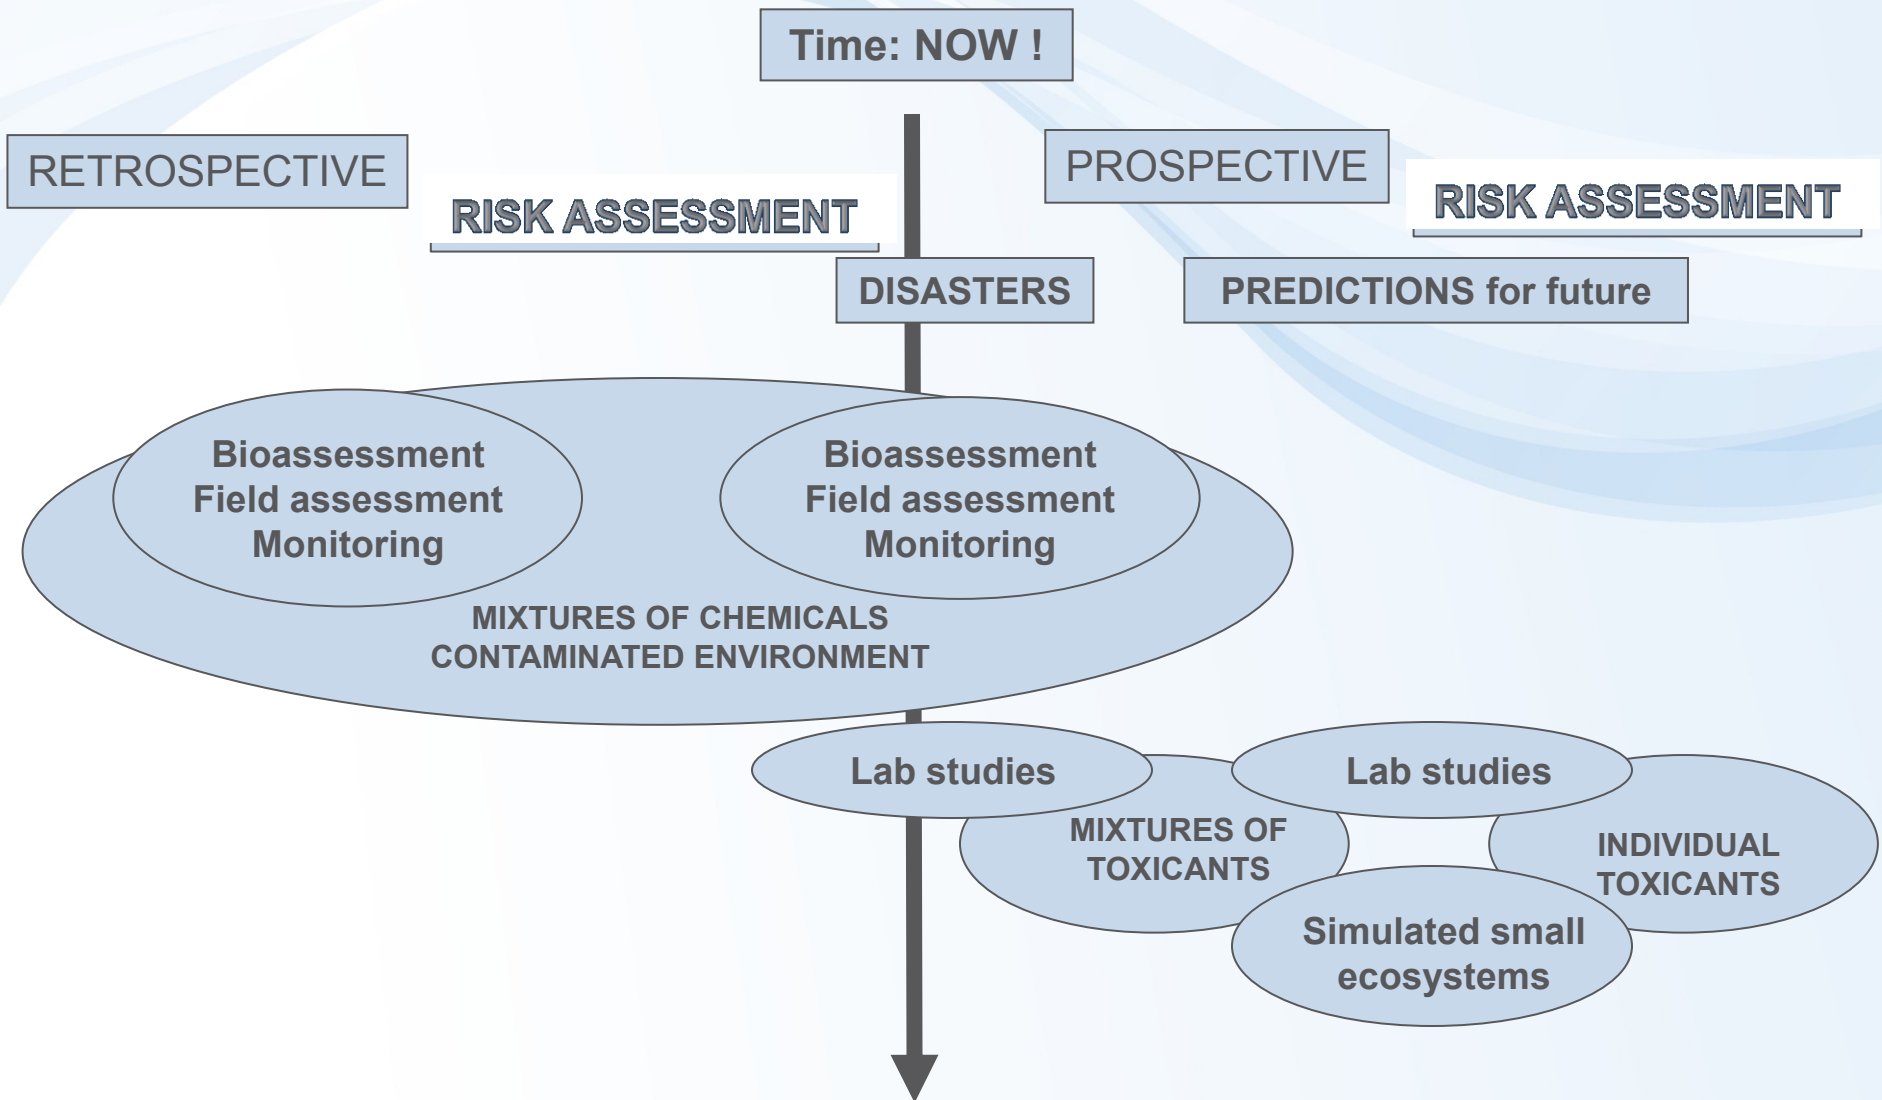 Time: NOW !
RETROSPECTIVE
RISK ASSESSMENT
PROSPECTIVE
RISK ASSESSMENT
DISASTERS
PREDICTIONS for future
Bioassessment
Field assessment
Monitoring
Bioassessment
Field assessment
Monitoring
MIXTURES OF CHEMICALS
CONTAMINATED ENVIRONMENT
Lab studies
Lab studies
MIXTURES OF
TOXICANTS
INDIVIDUAL
TOXICANTS
Simulated small
ecosystems